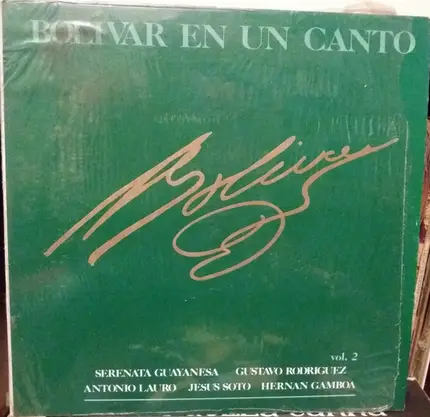 BOLIVAR EN UN CANTO
Bolívar
vol. 2
SERENATA GUAYANESA GUSTAVO RODRIGUEZ
ANTONIO LAURO JESUS SOTO HERNAN GAMBOA